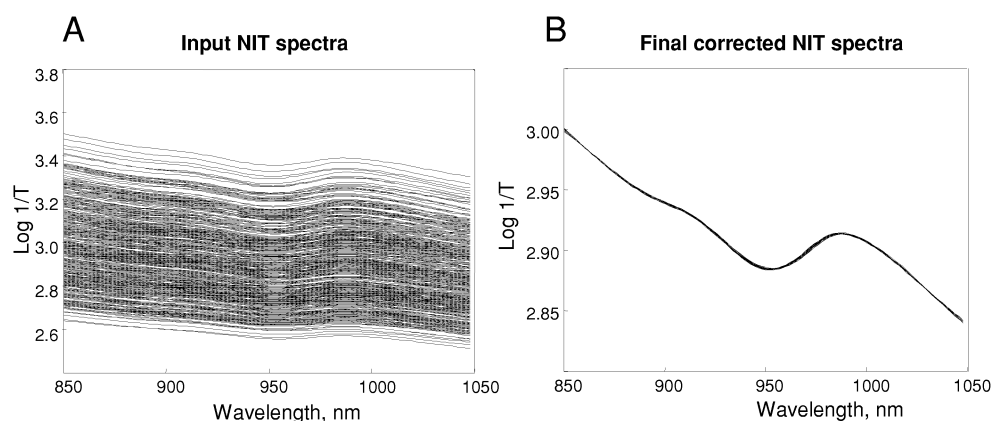 A
Input NIT spectra
3.8
3.6
3.4
3.2
3.0
2.8
2.6
Log 1/T
850
900
950
1000
1050
Wavelength, nm
B
Final corrected NIT spectra
3.00
2.95
2.90
2.85
Log 1/T
850
900
950
1000
1050
Wavelength, nm